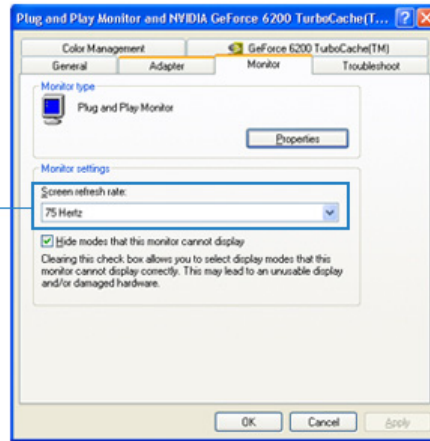 Plug and Play Monitor and NVIDIA GeForce 6200 TurboCache(T...
Color Management
GeForce 6200 TurboCache(TM)
General
Adapter
Monitor
Troubleshoot
Monitor type
Plug and Play Monitor
Properties
Monitor settings
Screen refresh rate:
75 Hertz
Hide modes that this monitor cannot display
Clearing this check box allows you to select display modes that this
monitor cannot display correctly. This may lead to an unusable display
and/or damaged hardware.
OK
Cancel
Apply